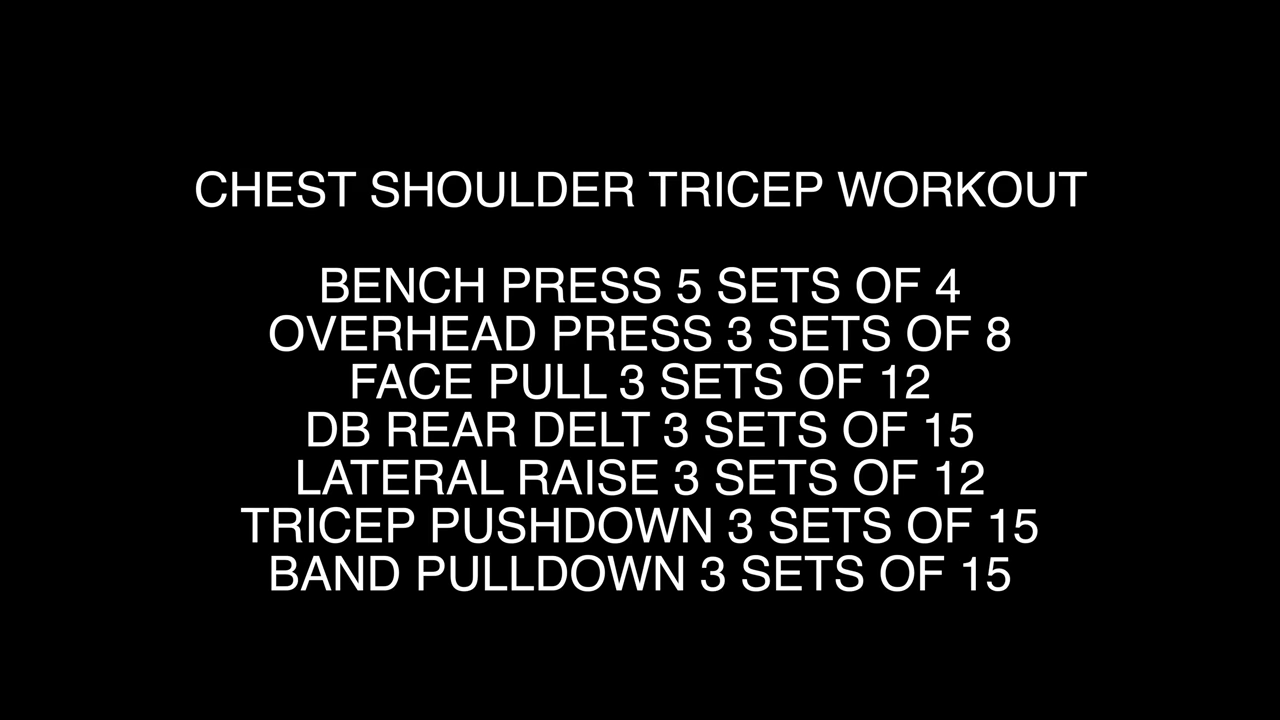 CHEST SHOULDER TRICEP WORKOUT
BENCH PRESS 5 SETS OF 4
OVERHEAD PRESS 3 SETS OF 8
FACE PULL 3 SETS OF 12
DB REAR DELT 3 SETS OF 15
LATERAL RAISE 3 SETS OF 12
TRICEP PUSHDOWN 3 SETS OF 15
BAND PULLDOWN 3 SETS OF 15